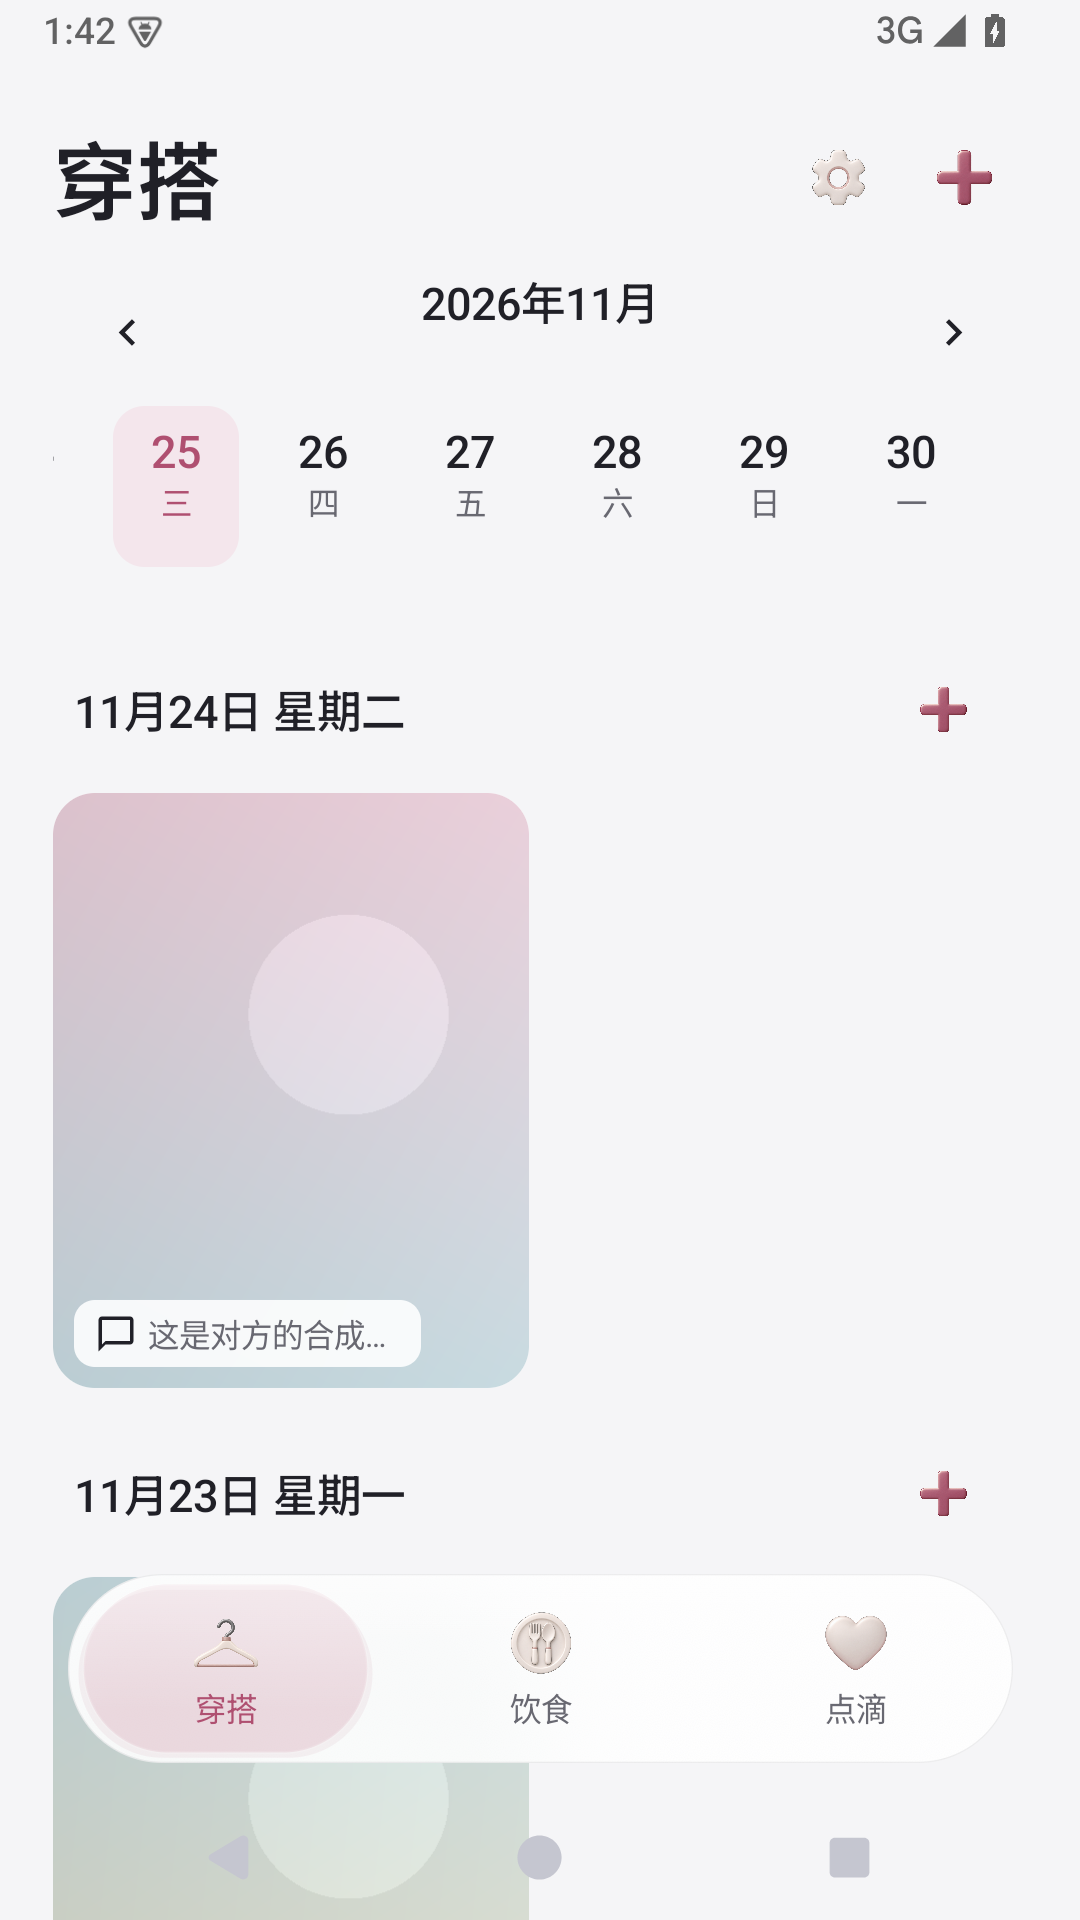 1:42
3G
穿搭
2026年11月
25 26 27 28 29 30
三 四 五 六 日 一
11月24日 星期二
这是对方的合成...
11月23日 星期一
穿搭 饮食 点滴